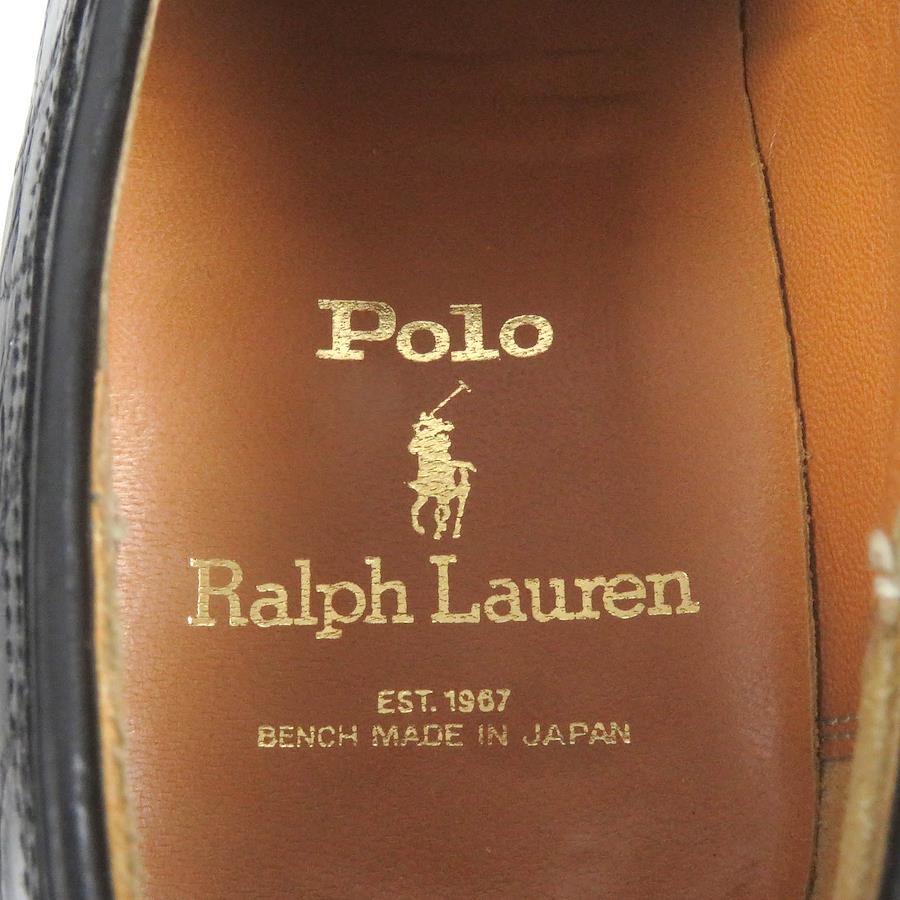 Polo
Ralph Lauren
EST. 1967
BENCH MADE IN JAPAN